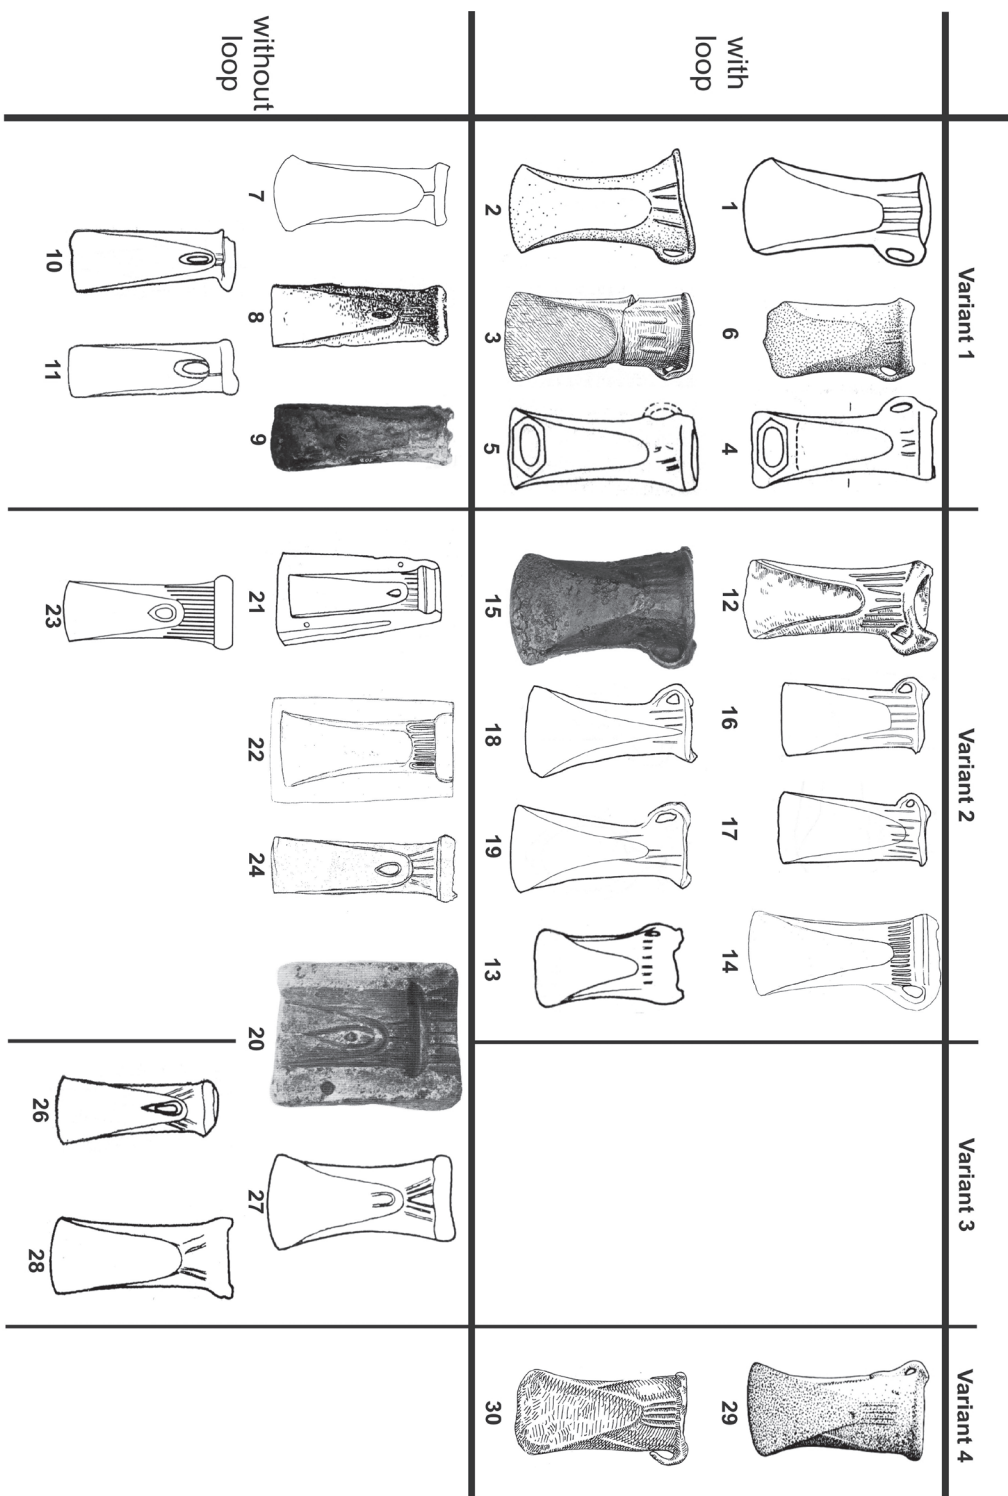 Variant 1 Variant 2 Variant 3 Variant 4
with
loop
1 6 4 12 16 17 14 29
2 3 5 15 18 19 13 30
without
loop
7 8 9 21 22 24 20 27
10 11 23 26 28